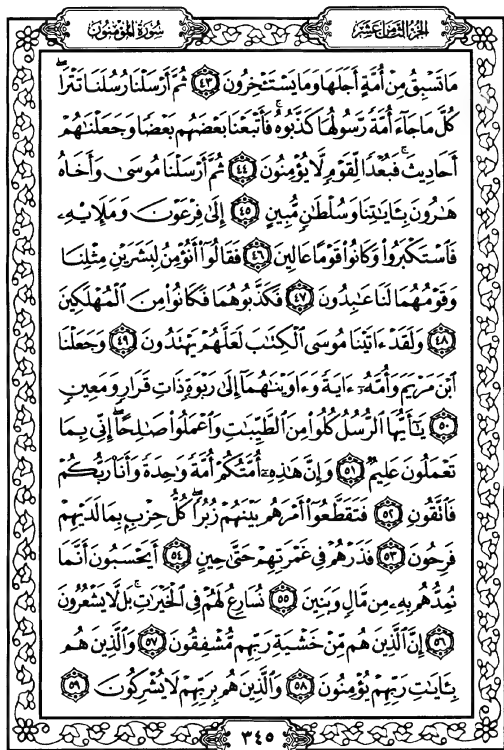 الجزء الثامن عشر
سورة المؤمنون
مَا تَسْبِقُ مِنْ أُمَّةٍ أَجَلَهَا وَمَا يَسْتَـْٔخِرُونَ ٤٣ ثُمَّ أَرْسَلْنَا رُسُلَنَا تَتْرَاۖ
كُلَّ مَا جَآءَ أُمَّةً رَّسُولُهَا كَذَّبُوهُۚ فَأَتْبَعْنَا بَعْضَهُم بَعْضًا وَجَعَلْنَٰهُمْ
أَحَادِيثَۚ فَبُعْدًا لِّقَوْمٍ لَّا يُؤْمِنُونَ ٤٤ ثُمَّ أَرْسَلْنَا مُوسَىٰ وَأَخَاهُ
هَٰرُونَ بِـَٔايَٰتِنَا وَسُلْطَٰنٍ مُّبِينٍ ٤٥ إِلَىٰ فِرْعَوْنَ وَمَلَإِي۟هِۦ
فَٱسْتَكْبَرُوا۟ وَكَانُوا۟ قَوْمًا عَالِينَ ٤٦ فَقَالُوٓا۟ أَنُؤْمِنُ لِبَشَرَيْنِ مِثْلِنَا
وَقَوْمُهُمَا لَنَا عَٰبِدُونَ ٤٧ فَكَذَّبُوهُمَا فَكَانُوا۟ مِنَ ٱلْمُهْلَكِينَ
٤٨ وَلَقَدْ ءَاتَيْنَا مُوسَى ٱلْكِتَٰبَ لَعَلَّهُمْ يَهْتَدُونَ ٤٩ وَجَعَلْنَا
ٱبْنَ مَرْيَمَ وَأُمَّهُۥٓ ءَايَةً وَءَاوَيْنَٰهُمَآ إِلَىٰ رَبْوَةٍ ذَاتِ قَرَارٍ وَمَعِينٍ
٥٠ يَٰٓأَيُّهَا ٱلرُّسُلُ كُلُوا۟ مِنَ ٱلطَّيِّبَٰتِ وَٱعْمَلُوا۟ صَٰلِحًاۖ إِنِّي بِمَا
تَعْمَلُونَ عَلِيمٌ ٥١ وَإِنَّ هَٰذِهِۦٓ أُمَّتُكُمْ أُمَّةً وَٰحِدَةً وَأَنَا۠ رَبُّكُمْ
فَٱتَّقُونِ ٥٢ فَتَقَطَّعُوٓا۟ أَمْرَهُم بَيْنَهُمْ زُبُرًاۖ كُلُّ حِزْبٍۭ بِمَا لَدَيْهِمْ
فَرِحُونَ ٥٣ فَذَرْهُمْ فِي غَمْرَتِهِمْ حَتَّىٰ حِينٍ ٥٤ أَيَحْسَبُونَ أَنَّمَا
نُمِدُّهُم بِهِۦ مِن مَّالٍ وَبَنِينَ ٥٥ نُسَارِعُ لَهُمْ فِي ٱلْخَيْرَٰتِۚ بَل لَّا يَشْعُرُونَ
٥٦ إِنَّ ٱلَّذِينَ هُم مِّنْ خَشْيَةِ رَبِّهِم مُّشْفِقُونَ ٥٧ وَٱلَّذِينَ هُم
بِـَٔايَٰتِ رَبِّهِمْ يُؤْمِنُونَ ٥٨ وَٱلَّذِينَ هُم بِرَبِّهِمْ لَا يُشْرِكُونَ ٥٩
٣٤٥